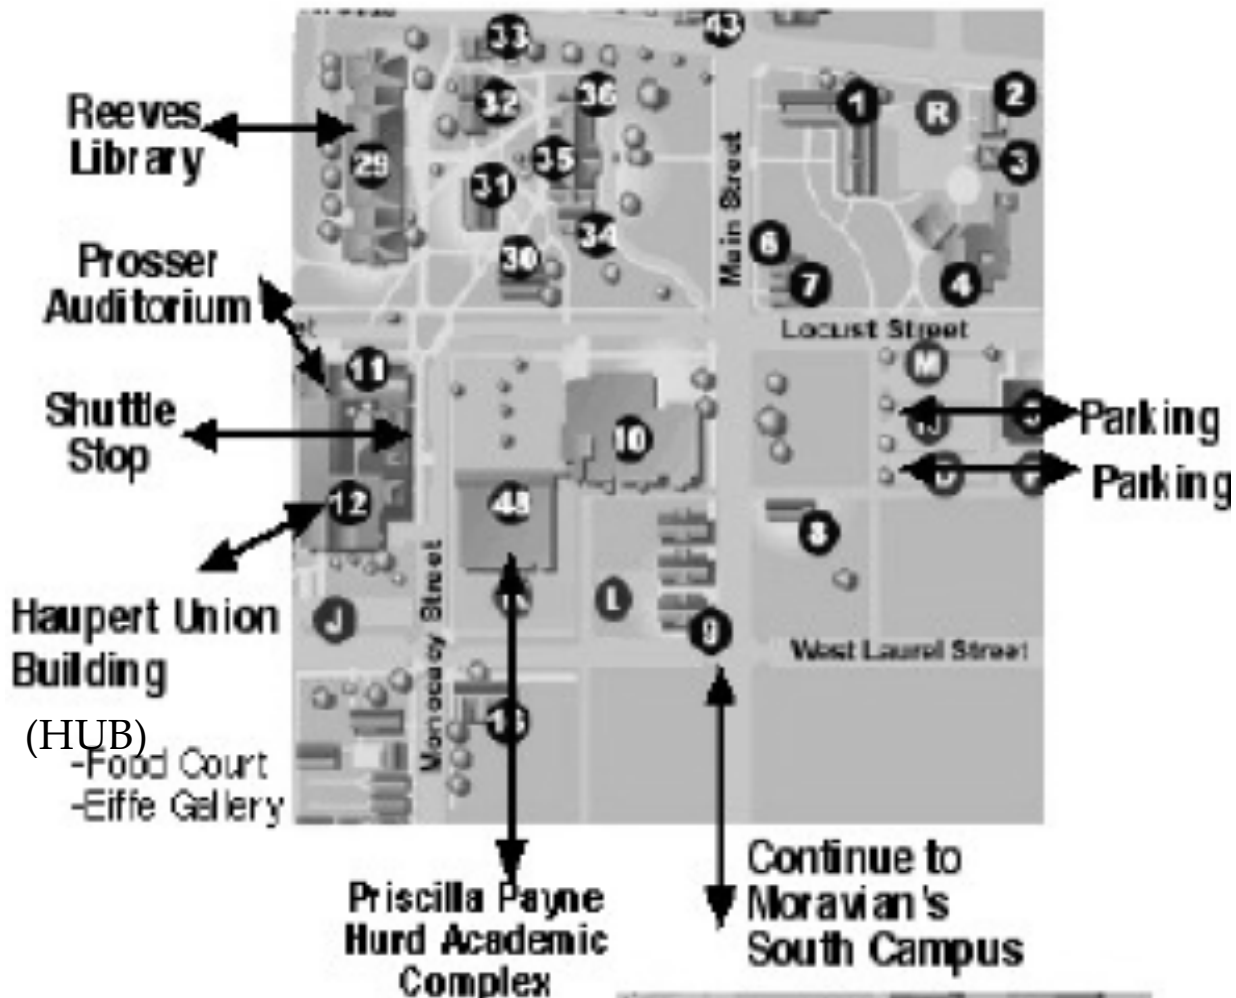 33
43
32
36
1
2
R
Reeves
Library
29
35
3
31
Main Street
34
6
30
7
4
Prosser
Auditorium
et
Locust Street
11
M
Shuttle
Stop
10
Parking
Parking
12
48
8
Haupert Union
Building
(HUB)
-Food Court
-Eiffe Gallery
J
L
9
Monocacy Street
West Laurel Street
Priscilla Payne
Hurd Academic
Complex
Continue to
Moravian's
South Campus